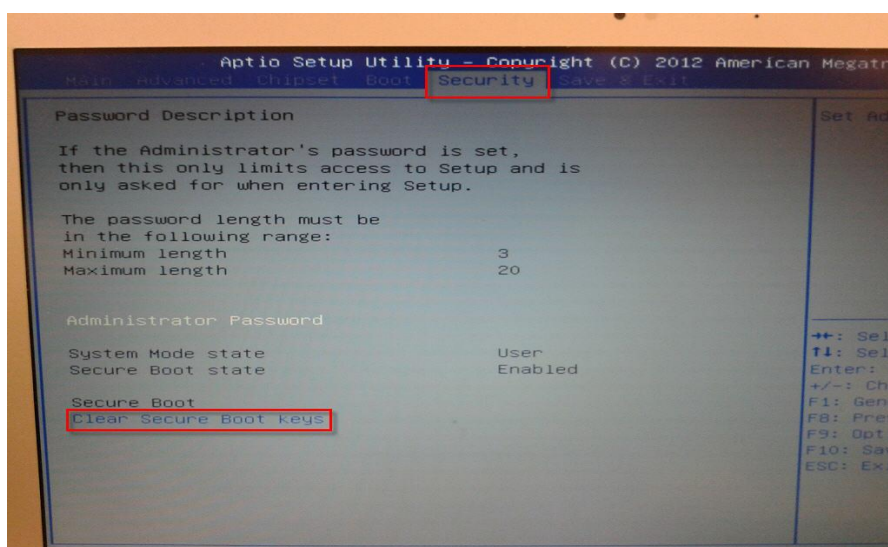 Aptio Setup Utility – Copyright (C) 2012 American Megatr
Main Advanced Chipset Boot Security Save & Exit
Password Description
Set Ad
If the Administrator's password is set,
then this only limits access to Setup and is
only asked for when entering Setup.
The password length must be
in the following range:
Minimum length 3
Maximum length 20
Administrator Password
System Mode state User
Secure Boot state Enabled
Secure Boot
Clear Secure Boot keys
→←: Sel
↑↓: Sel
Enter:
+/-: Ch
F1: Gen
F8: Pre
F9: Opt
F10: Sav
ESC: Ex